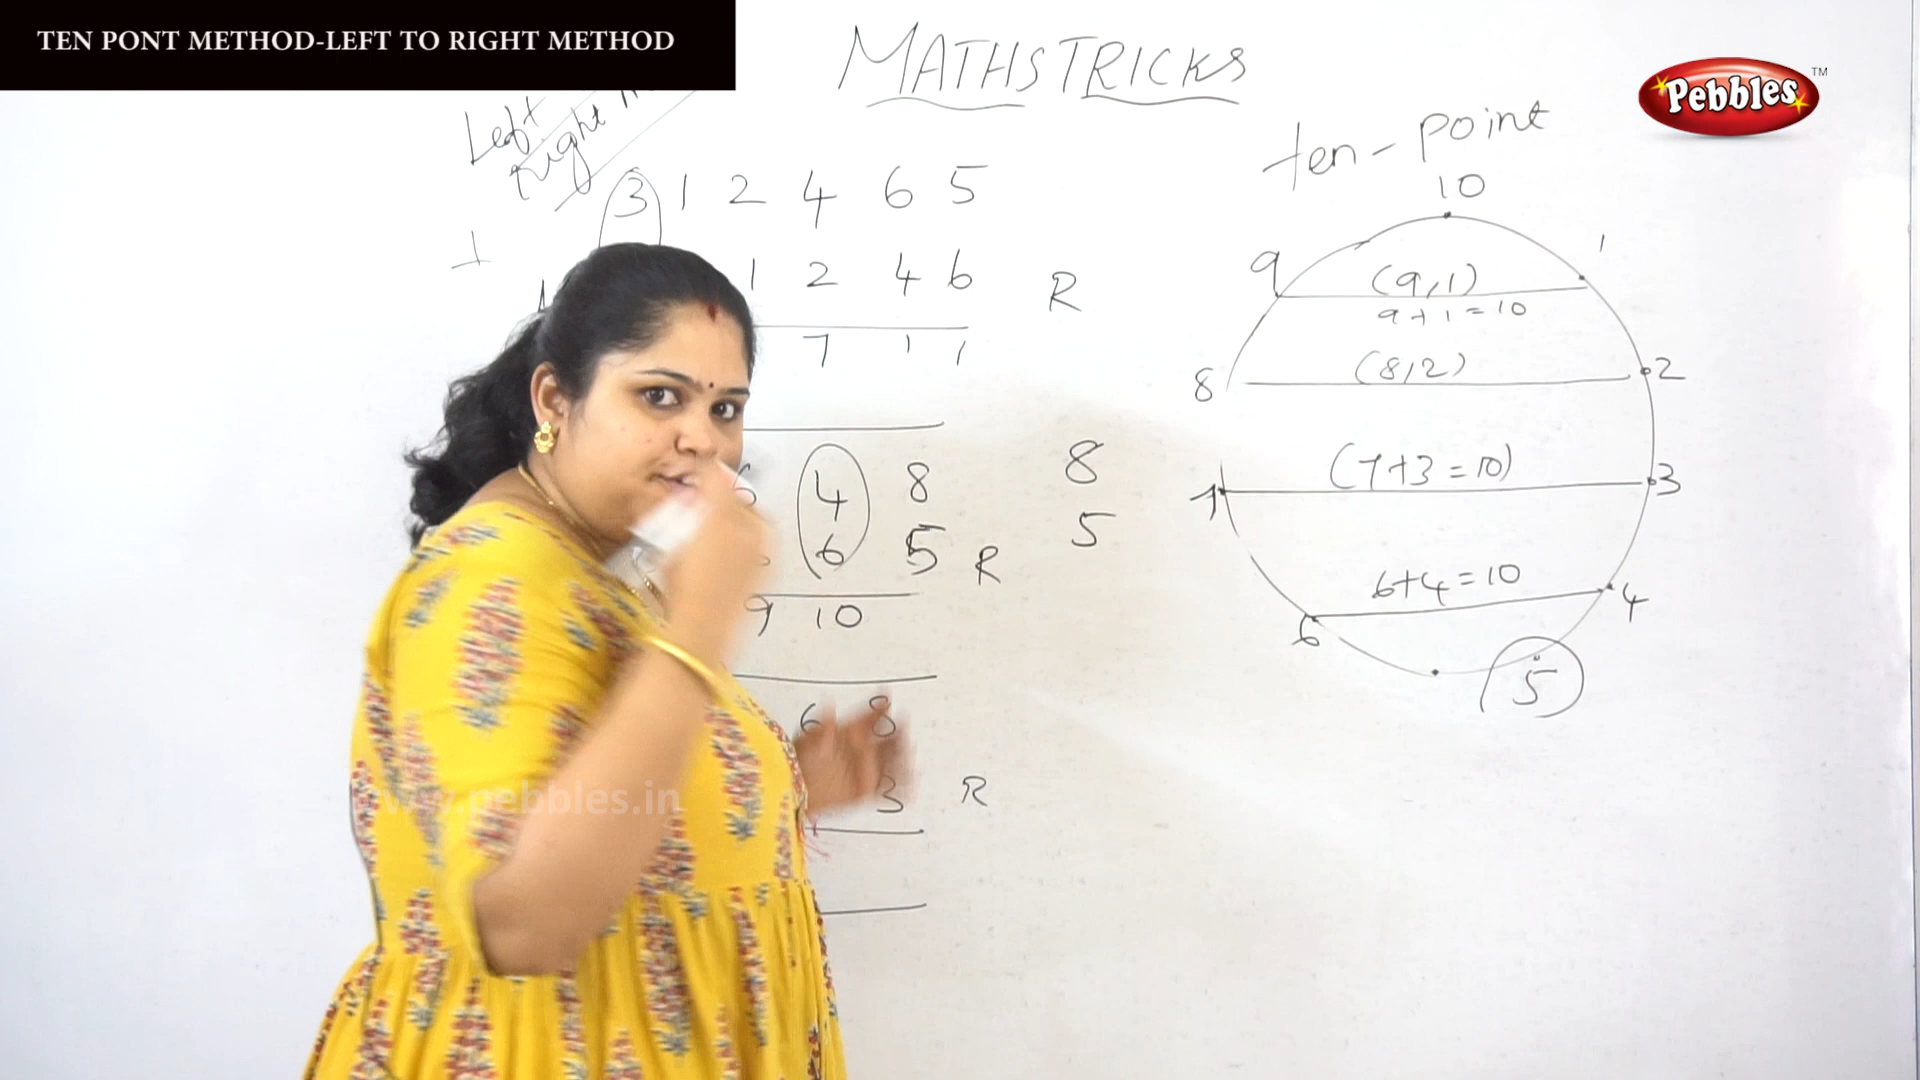 TEN PONT METHOD-LEFT TO RIGHT METHOD
MATHS TRICKS
Pebbles™
Left
right
ten-point
10
3 1 2 4 6 5
+
1 2 4 6 R
7 1 1
4 8
6 5 R
9 10
8
5
6 8
3 R
9 1
(9,1)
9+1=10
8 2
(8,2)
7 3
(7+3=10)
6 4
6+4=10
5
www.pebbles.in